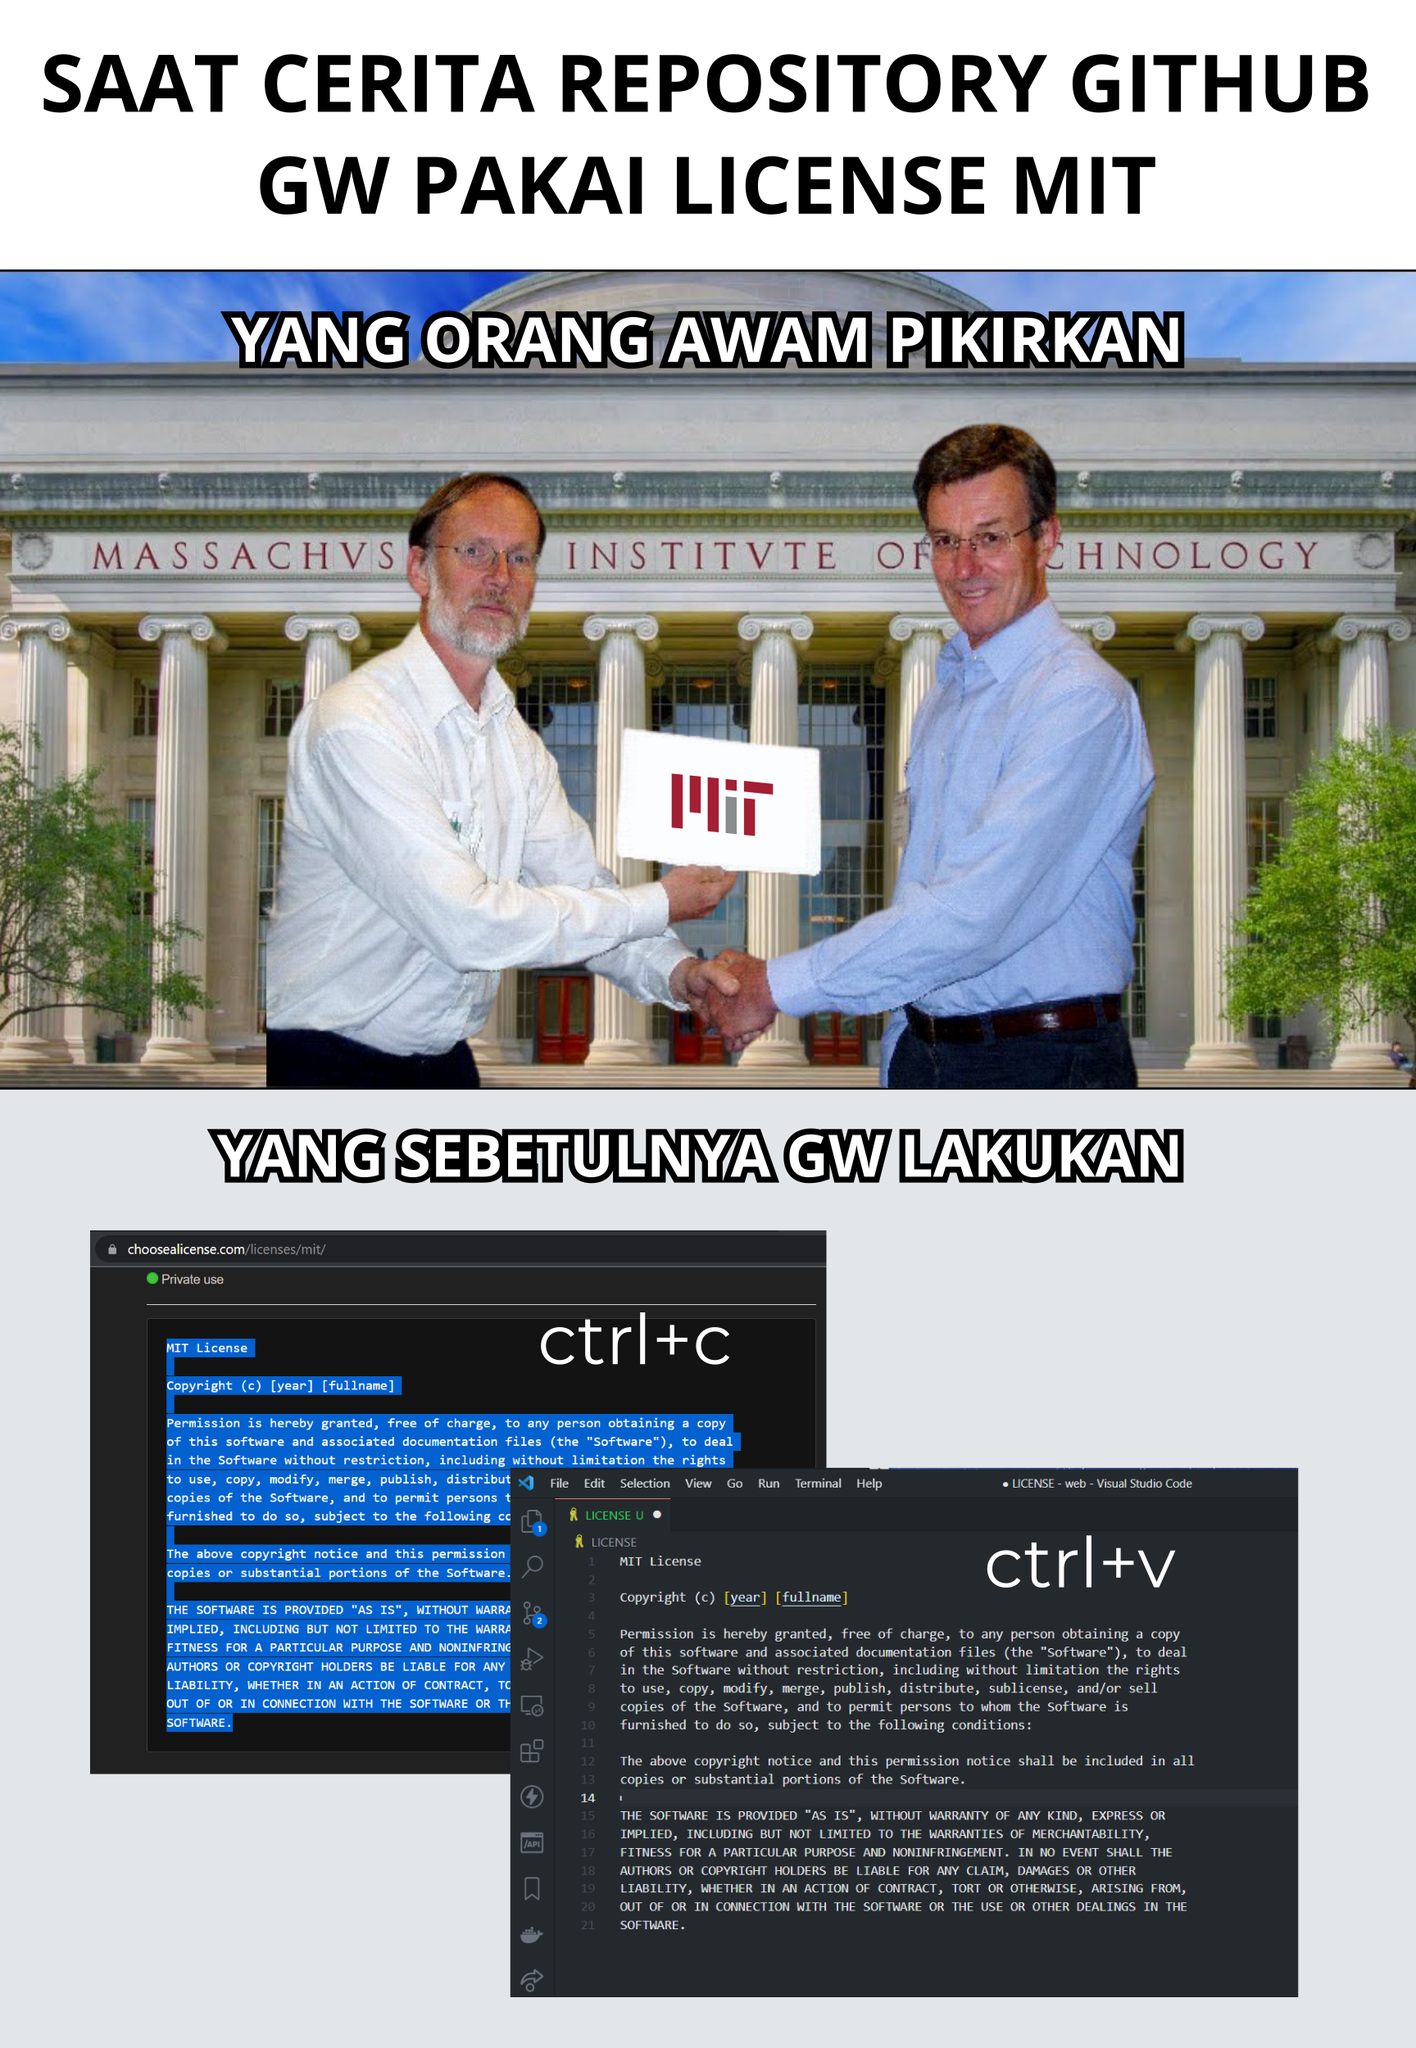 SAAT CERITA REPOSITORY GITHUB
GW PAKAI LICENSE MIT
YANG ORANG AWAM PIKIRKAN
MASSACHVS INSTITVTE OF CHNOLOGY
MIT
YANG SEBETULNYA GW LAKUKAN
choosealicense.com/licenses/mit/
Private use
ctrl+c
MIT License
Copyright (c) [year] [fullname]
Permission is hereby granted, free of charge, to any person obtaining a copy
of this software and associated documentation files (the "Software"), to deal
in the Software without restriction, including without limitation the rights
to use, copy, modify, merge, publish, distribut
copies of the Software, and to permit persons t
furnished to do so, subject to the following co
The above copyright notice and this permission
copies or substantial portions of the Software.
THE SOFTWARE IS PROVIDED "AS IS", WITHOUT WARRA
IMPLIED, INCLUDING BUT NOT LIMITED TO THE WARRA
FITNESS FOR A PARTICULAR PURPOSE AND NONINFRING
AUTHORS OR COPYRIGHT HOLDERS BE LIABLE FOR ANY
LIABILITY, WHETHER IN AN ACTION OF CONTRACT, TO
OUT OF OR IN CONNECTION WITH THE SOFTWARE OR TH
SOFTWARE.
File Edit Selection View Go Run Terminal Help ● LICENSE - web - Visual Studio Code
LICENSE U ●
LICENSE
ctrl+v
1 MIT License
2
3 Copyright (c) [year] [fullname]
4
5 Permission is hereby granted, free of charge, to any person obtaining a copy
6 of this software and associated documentation files (the "Software"), to deal
7 in the Software without restriction, including without limitation the rights
8 to use, copy, modify, merge, publish, distribute, sublicense, and/or sell
9 copies of the Software, and to permit persons to whom the Software is
10 furnished to do so, subject to the following conditions:
11
12 The above copyright notice and this permission notice shall be included in all
13 copies or substantial portions of the Software.
14
15 THE SOFTWARE IS PROVIDED "AS IS", WITHOUT WARRANTY OF ANY KIND, EXPRESS OR
16 IMPLIED, INCLUDING BUT NOT LIMITED TO THE WARRANTIES OF MERCHANTABILITY,
17 FITNESS FOR A PARTICULAR PURPOSE AND NONINFRINGEMENT. IN NO EVENT SHALL THE
18 AUTHORS OR COPYRIGHT HOLDERS BE LIABLE FOR ANY CLAIM, DAMAGES OR OTHER
19 LIABILITY, WHETHER IN AN ACTION OF CONTRACT, TORT OR OTHERWISE, ARISING FROM,
20 OUT OF OR IN CONNECTION WITH THE SOFTWARE OR THE USE OR OTHER DEALINGS IN THE
21 SOFTWARE.
1
2
/API